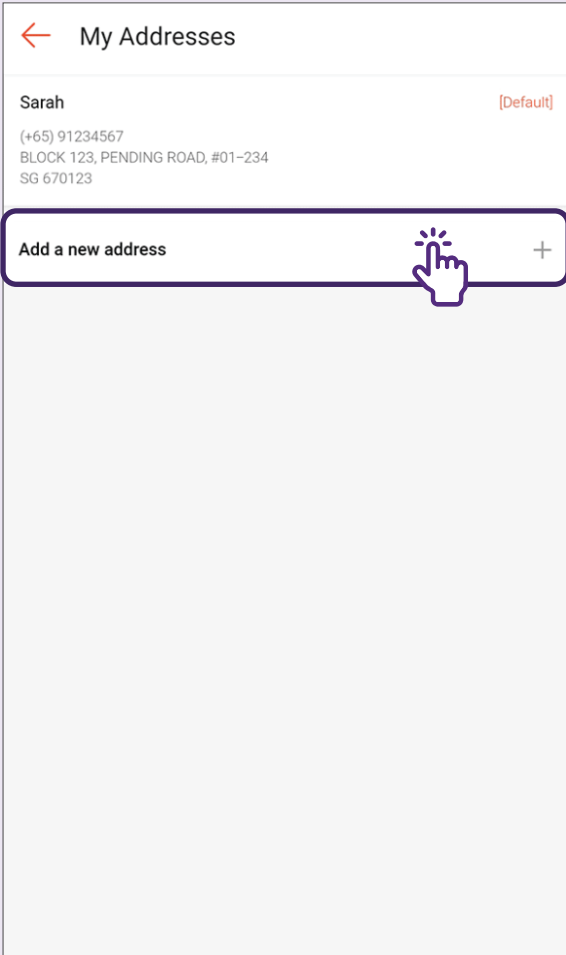 My Addresses
Sarah [Default]
(+65) 91234567
BLOCK 123, PENDING ROAD, #01–234
SG 670123
Add a new address